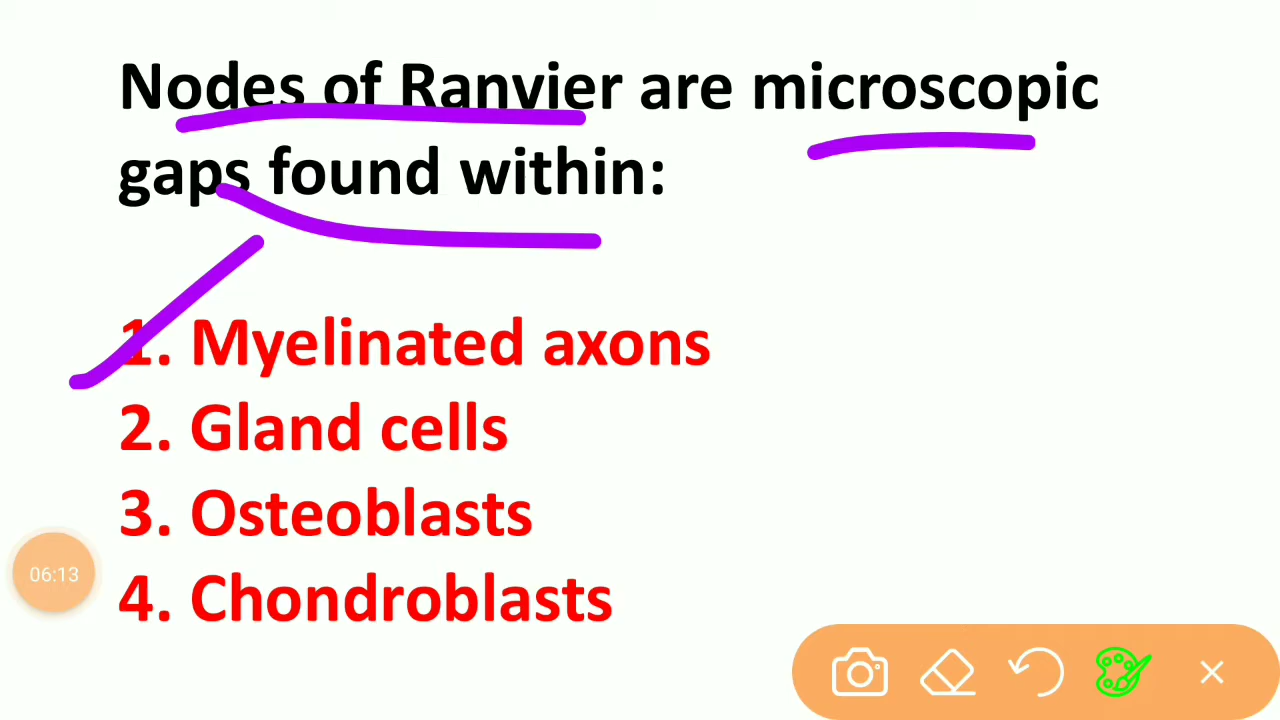 Nodes of Ranvier are microscopic
gaps found within:
1. Myelinated axons
2. Gland cells
3. Osteoblasts
4. Chondroblasts
06:13